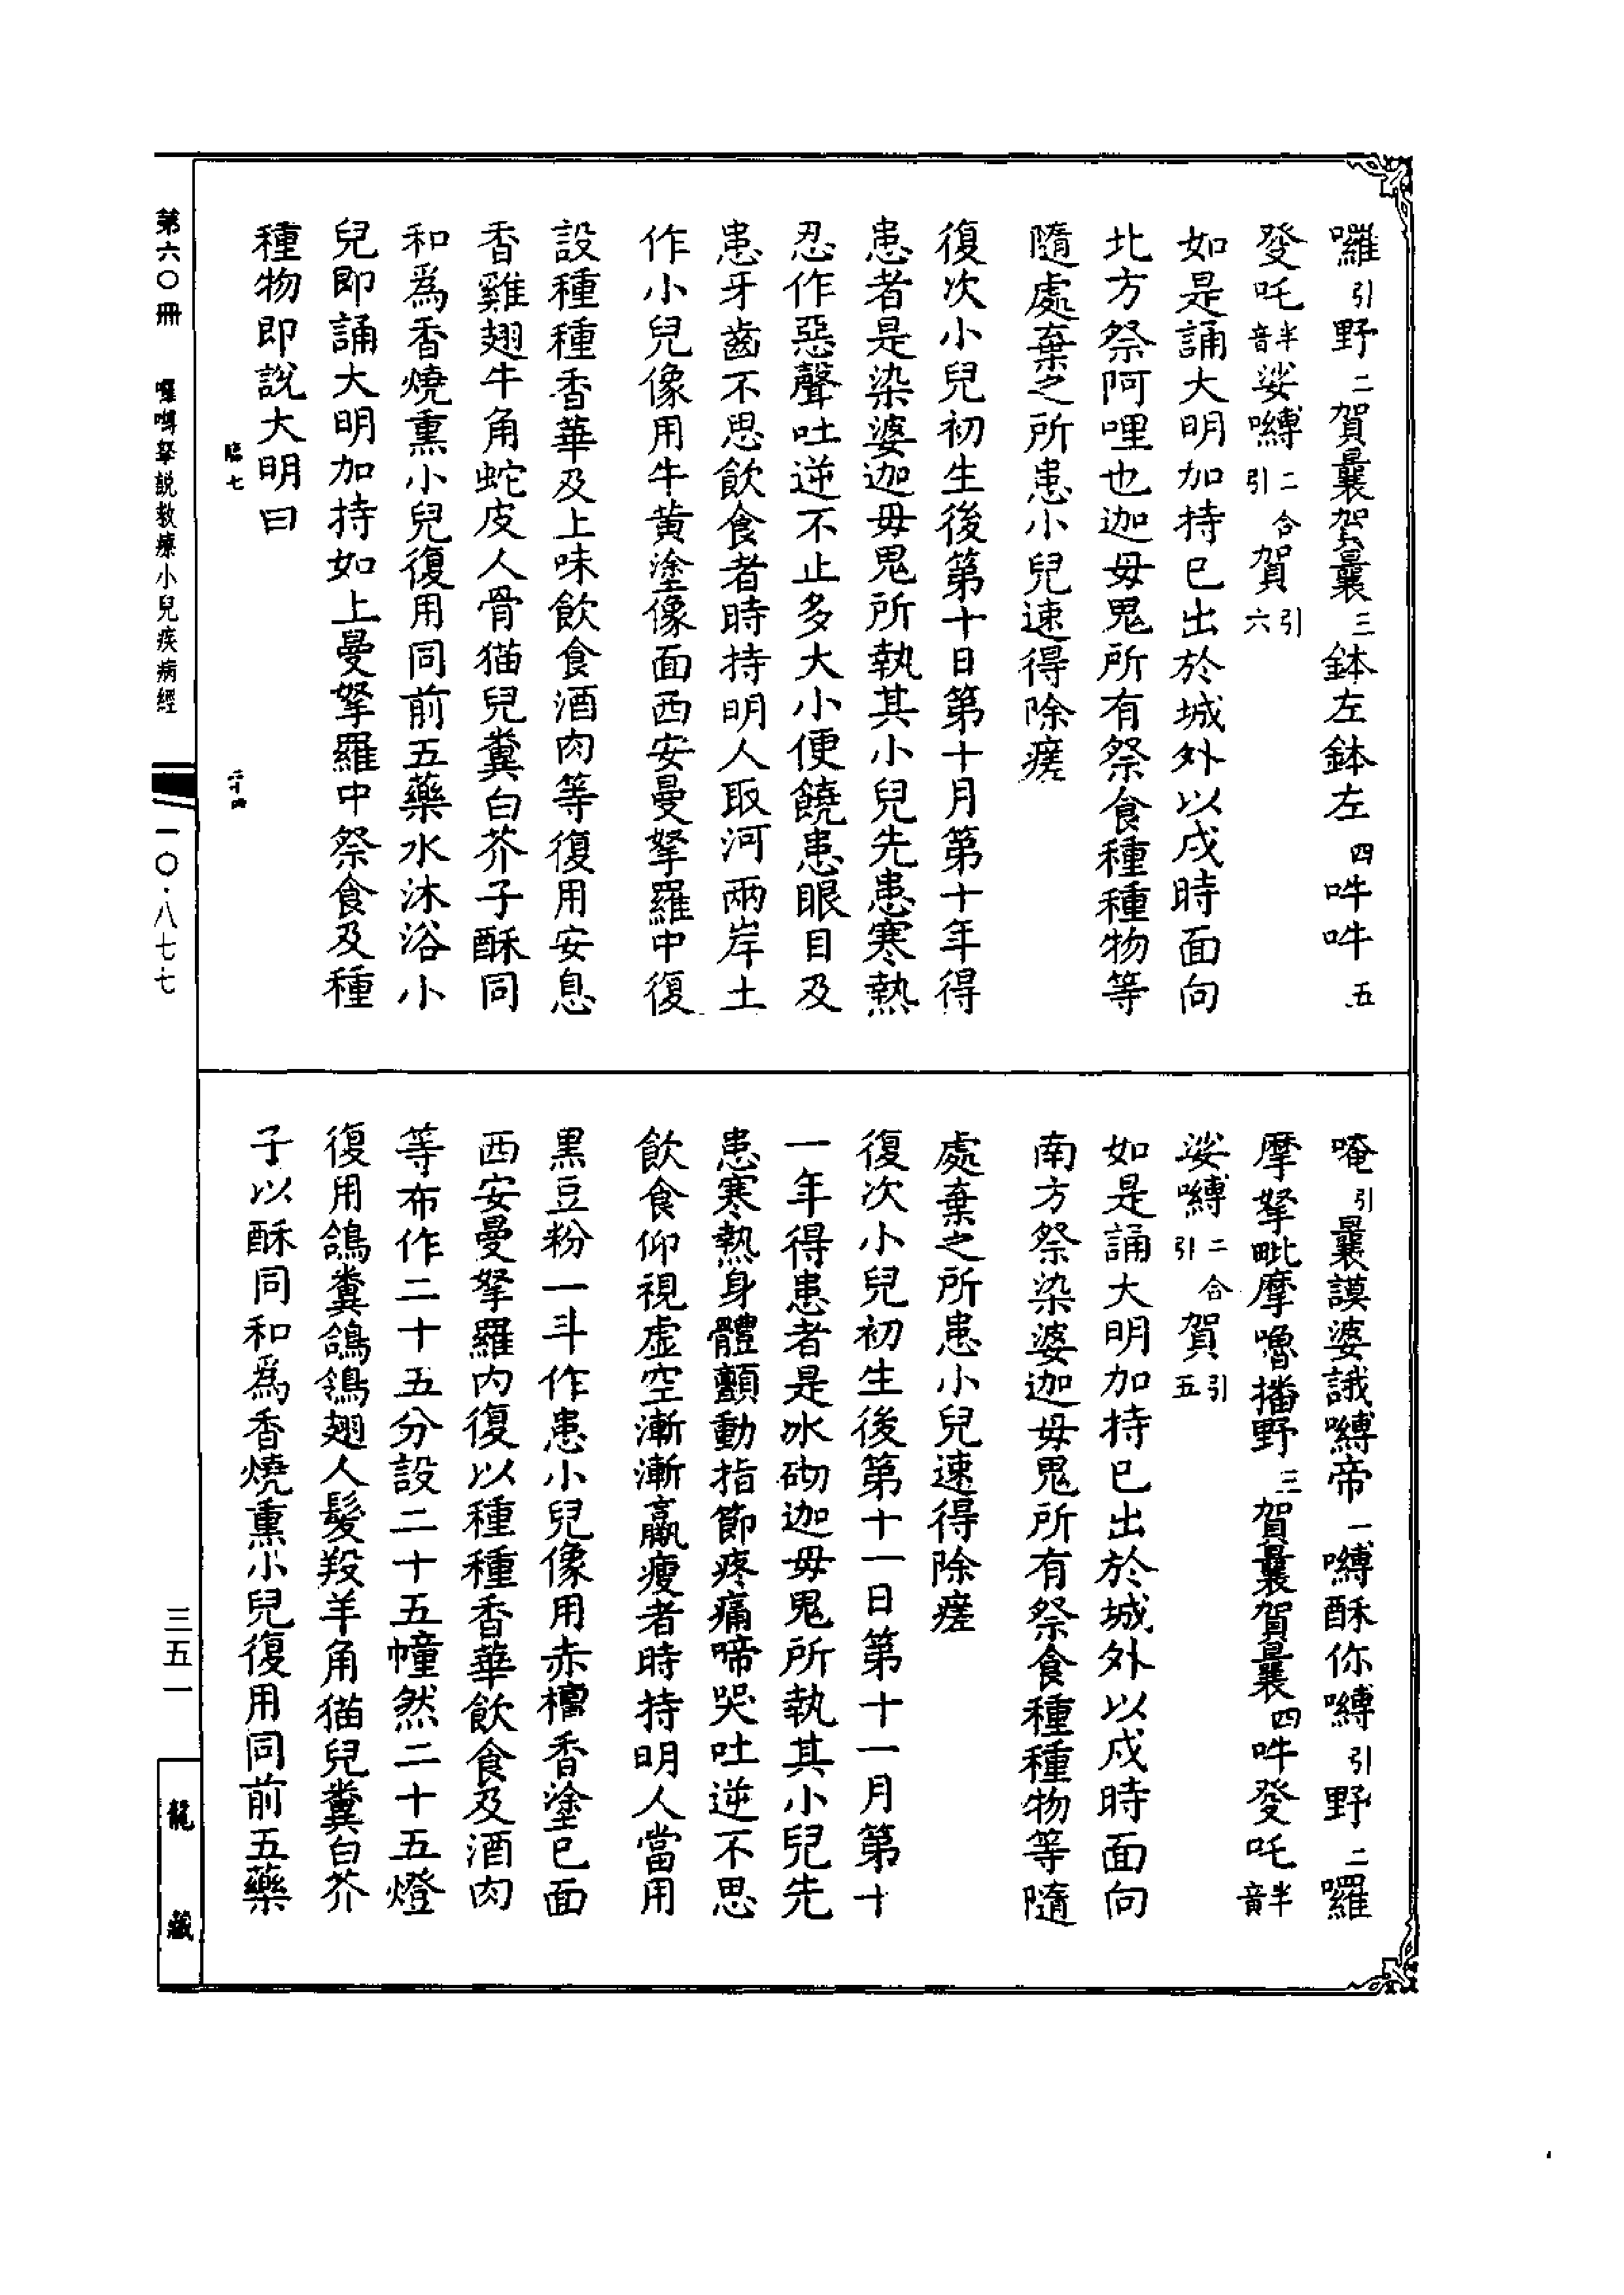 囉引野二賀曩賀曩三鉢左鉢左四吽吽五
發吒半音娑嚩二合引賀引六
如是誦大明加持已出於城外以戌時面向
北方祭阿哩也迦毋鬼所有祭食種種物等
隨處棄之所患小兒速得除瘥
復次小兒初生後第十日第十月第十年得
患者是染婆迦毋鬼所執其小兒先患寒熱
忍作惡聲吐逆不止多大小便饒患眼目及
患牙齒不思飲食者時持明人取河兩岸土
作小兒像用牛黃塗像面西安曼拏羅中復
設種種香華及上味飲食酒肉等復用安息
香雞翅牛角蛇皮人骨猫兒糞白芥子酥同
和爲香燒熏小兒復用同前五藥水沐浴小
兒即誦大明加持如上曼拏羅中祭食及種
種物即說大明曰
唵引曩謨婆誐嚩帝一嚩酥你嚩引野二囉
摩拏毗摩嚕播野三賀曩賀曩四吽發吒半音
娑嚩二合引賀引五
如是誦大明加持已出於城外以戌時面向
南方祭染婆迦毋鬼所有祭食種種物等隨
處棄之所患小兒速得除瘥
復次小兒初生後第十一日第十一月第十
一年得患者是冰砌迦毋鬼所執其小兒先
患寒熱身體顫動指節疼痛啼哭吐逆不思
飲食仰視虛空漸漸羸瘦者時持明人當用
黑豆粉一斗作患小兒像用赤檀香塗已面
西安曼拏羅內復以種種香華飲食及酒肉
等布作二十五分設二十五幢然二十五燈
復用鴿糞鴿鵒翅人髮羖羊角猫兒糞白芥
子以酥同和爲香燒熏小兒復用同前五藥
臨七
二十四
第六〇冊
囉嚩拏説救療小兒疾病經
一〇·八七七
三五一
龍藏